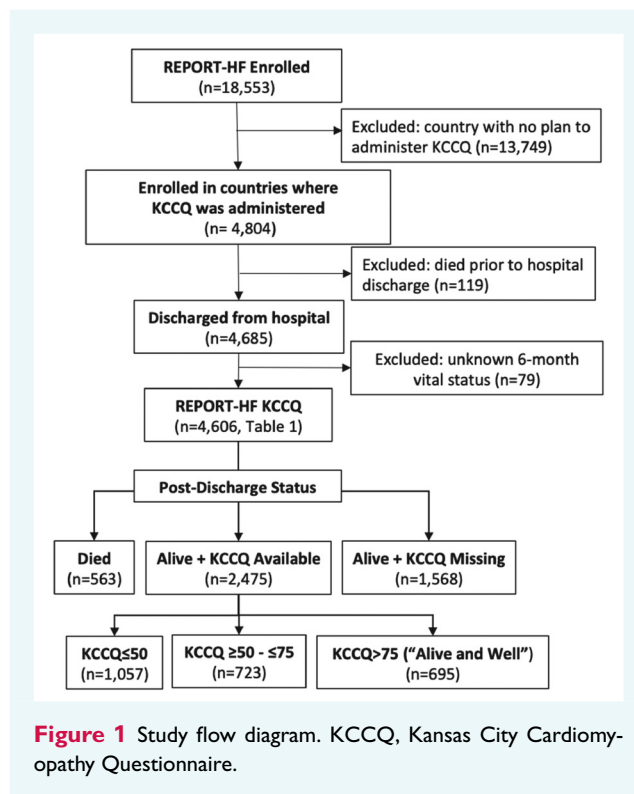 REPORT-HF Enrolled
(n=18,553)
Excluded: country with no plan to
administer KCCQ (n=13,749)
Enrolled in countries where
KCCQ was administered
(n= 4,804)
Excluded: died prior to hospital
discharge (n=119)
Discharged from hospital
(n=4,685)
Excluded: unknown 6-month
vital status (n=79)
REPORT-HF KCCQ
(n=4,606, Table 1)
Post-Discharge Status
Died
(n=563)
Alive + KCCQ Available
(n=2,475)
Alive + KCCQ Missing
(n=1,568)
KCCQ≤50
(n=1,057)
KCCQ ≥50 - ≤75
(n=723)
KCCQ>75 (“Alive and Well”)
(n=695)
Figure 1 Study flow diagram. KCCQ, Kansas City Cardiomy-
opathy Questionnaire.